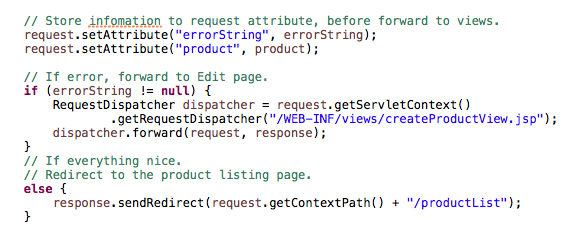 // Store infomation to request attribute, before forward to views.
request.setAttribute("errorString", errorString);
request.setAttribute("product", product);

// If error, forward to Edit page.
if (errorString != null) {
    RequestDispatcher dispatcher = request.getServletContext()
            .getRequestDispatcher("/WEB-INF/views/createProductView.jsp");
    dispatcher.forward(request, response);
}
// If everything nice.
// Redirect to the product listing page.
else {
    response.sendRedirect(request.getContextPath() + "/productList");
}